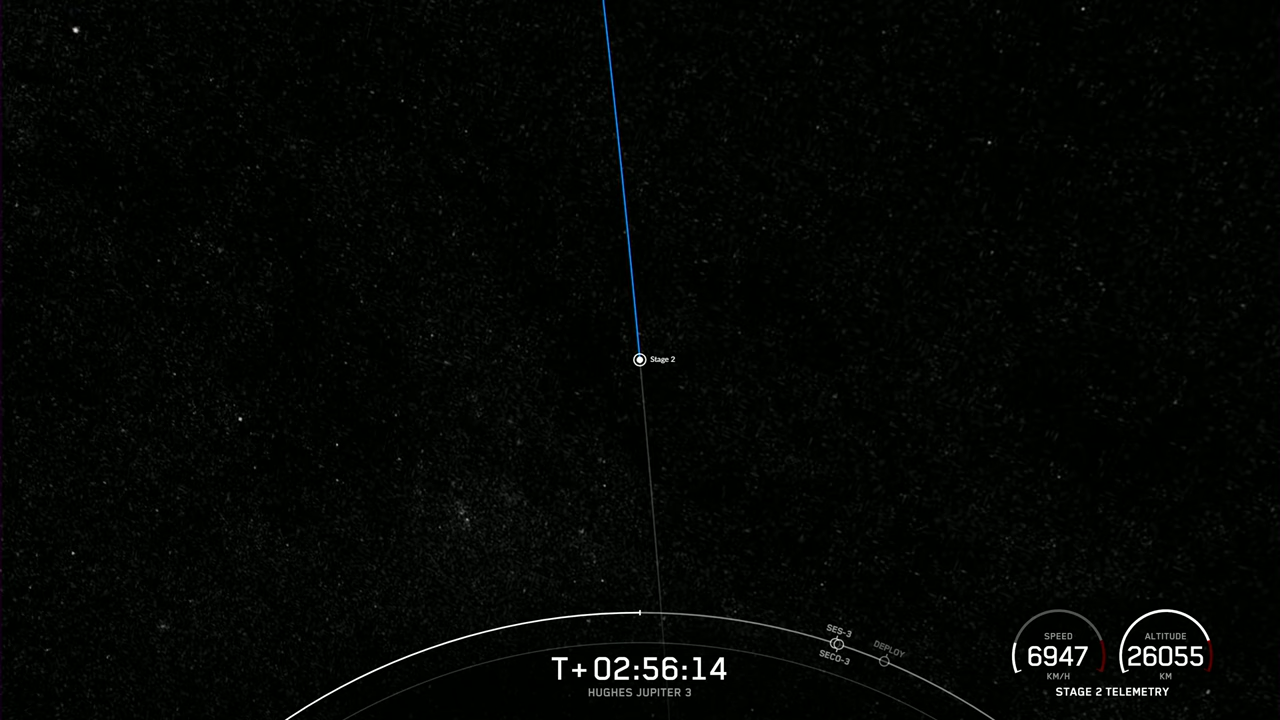 Stage 2
SES-3
SECO-3
DEPLOY
T+02:56:14
HUGHES JUPITER 3
SPEED
6947
KM/H
ALTITUDE
26055
KM
STAGE 2 TELEMETRY